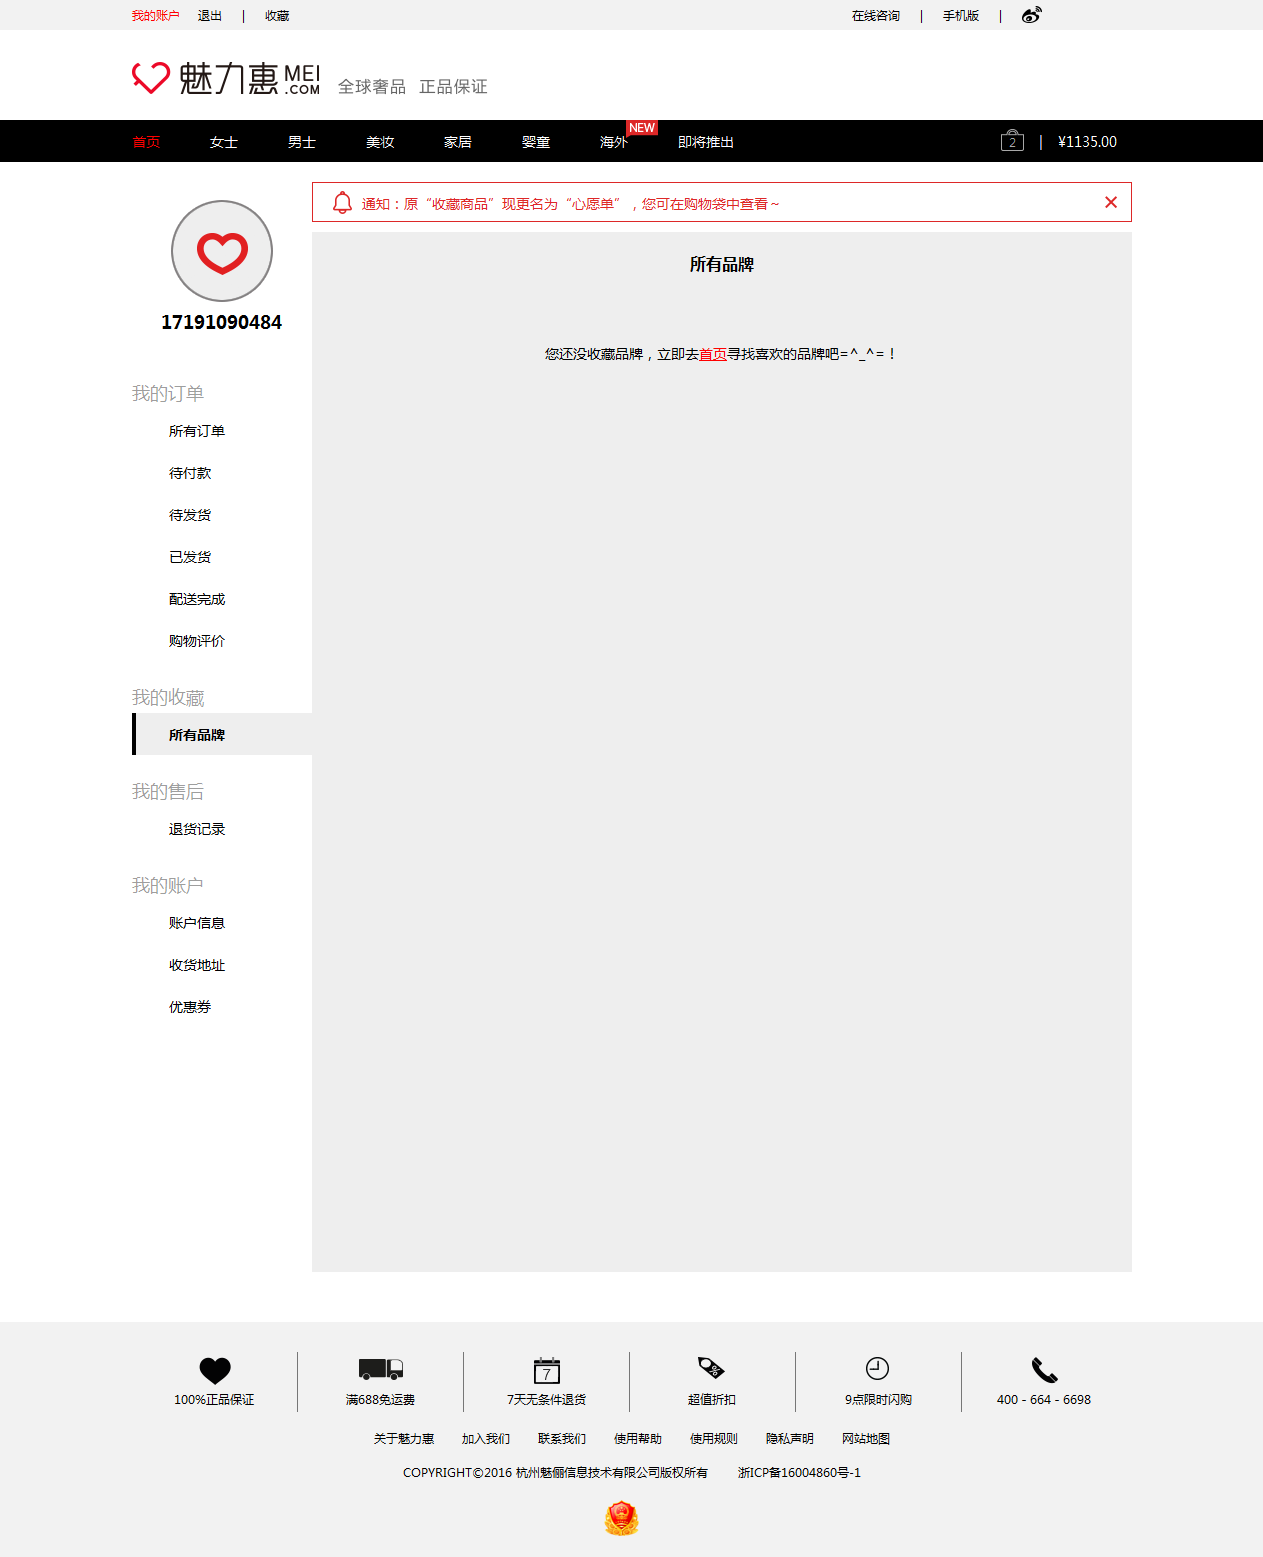 我的账户 退出 | 收藏 在线咨询 | 手机版 |
魅力惠 MEI.COM 全球奢品 正品保证
首页 女士 男士 美妆 家居 婴童 海外 NEW 即将推出 2 | ¥1135.00
通知：原“收藏商品”现更名为“心愿单”，您可在购物袋中查看～
17191090484
所有品牌
您还没收藏品牌，立即去首页寻找喜欢的品牌吧=^_^=！
我的订单
所有订单
待付款
待发货
已发货
配送完成
购物评价
我的收藏
所有品牌
我的售后
退货记录
我的账户
账户信息
收货地址
优惠券
7
100%正品保证 满688免运费 7天无条件退货 超值折扣 9点限时闪购 400 - 664 - 6698
关于魅力惠 加入我们 联系我们 使用帮助 使用规则 隐私声明 网站地图
COPYRIGHT©2016 杭州魅俪信息技术有限公司版权所有 浙ICP备16004860号-1